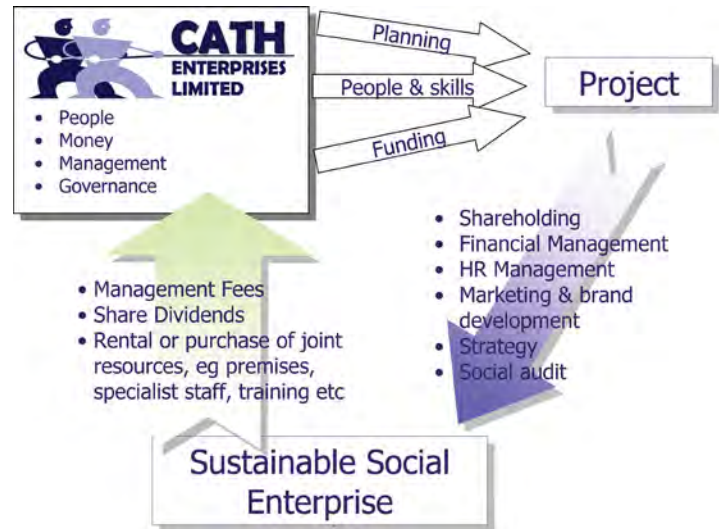 CATH
ENTERPRISES
LIMITED
• People
• Money
• Management
• Governance
Planning
People & skills
Funding
Project
• Shareholding
• Financial Management
• HR Management
• Marketing & brand
development
• Strategy
• Social audit
• Management Fees
• Share Dividends
• Rental or purchase of joint
resources, eg premises,
specialist staff, training etc
Sustainable Social
Enterprise